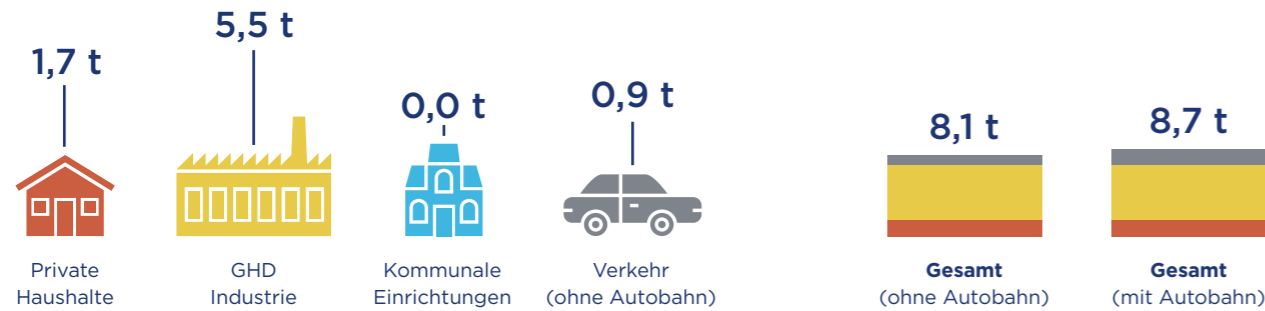 1,7 t
Private
Haushalte
5,5 t
GHD
Industrie
0,0 t
Kommunale
Einrichtungen
0,9 t
Verkehr
(ohne Autobahn)
8,1 t
Gesamt
(ohne Autobahn)
8,7 t
Gesamt
(mit Autobahn)